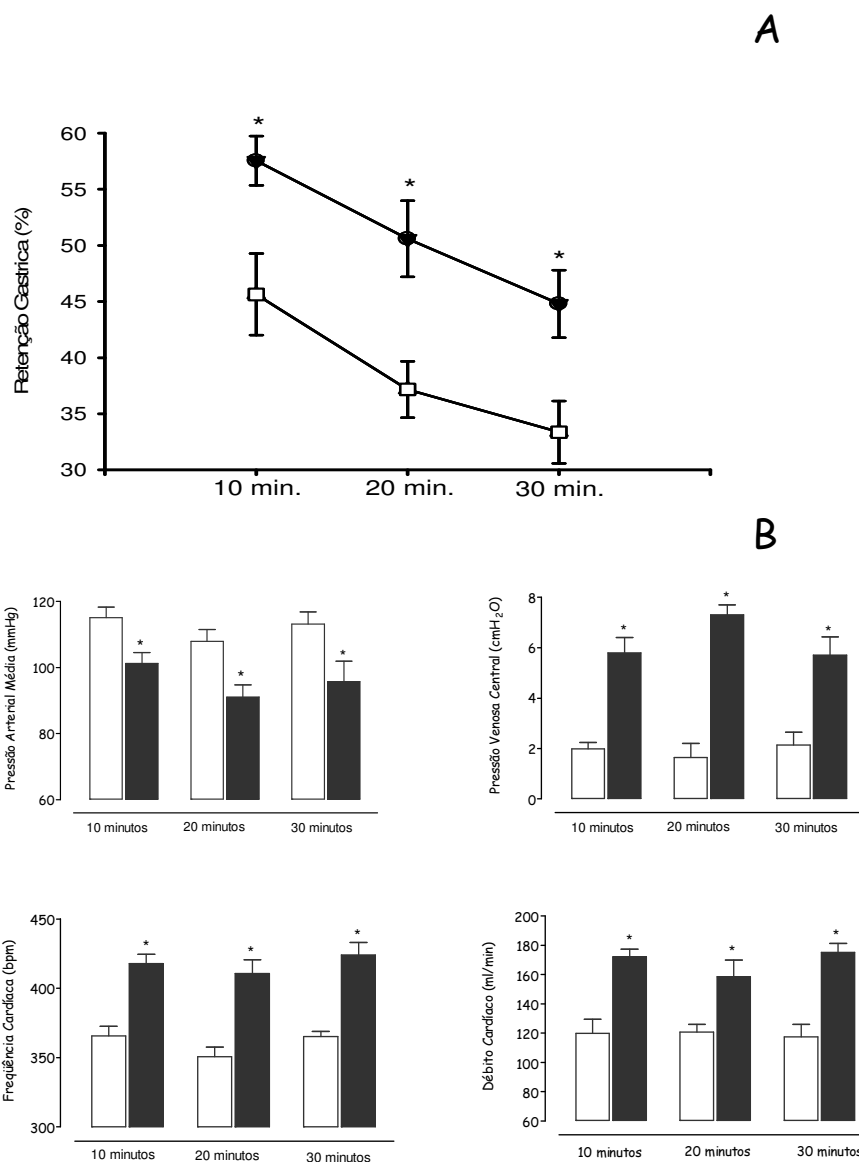 A
Retenção Gastrica (%)
*
*
*
60
55
50
45
40
35
30
10 min.
20 min.
30 min.
B
Pressão Arterial Média (mmHg)
120
100
80
60
*
*
*
10 minutos
20 minutos
30 minutos
Pressão Venosa Central (cmH₂O)
8
6
4
2
0
*
*
*
10 minutos
20 minutos
30 minutos
Freqüência Cardíaca (bpm)
450
400
350
300
*
*
*
10 minutos
20 minutos
30 minutos
Débito Cardíaco (ml/min)
200
180
160
140
120
100
80
60
*
*
*
10 minutos
20 minutos
30 minutos